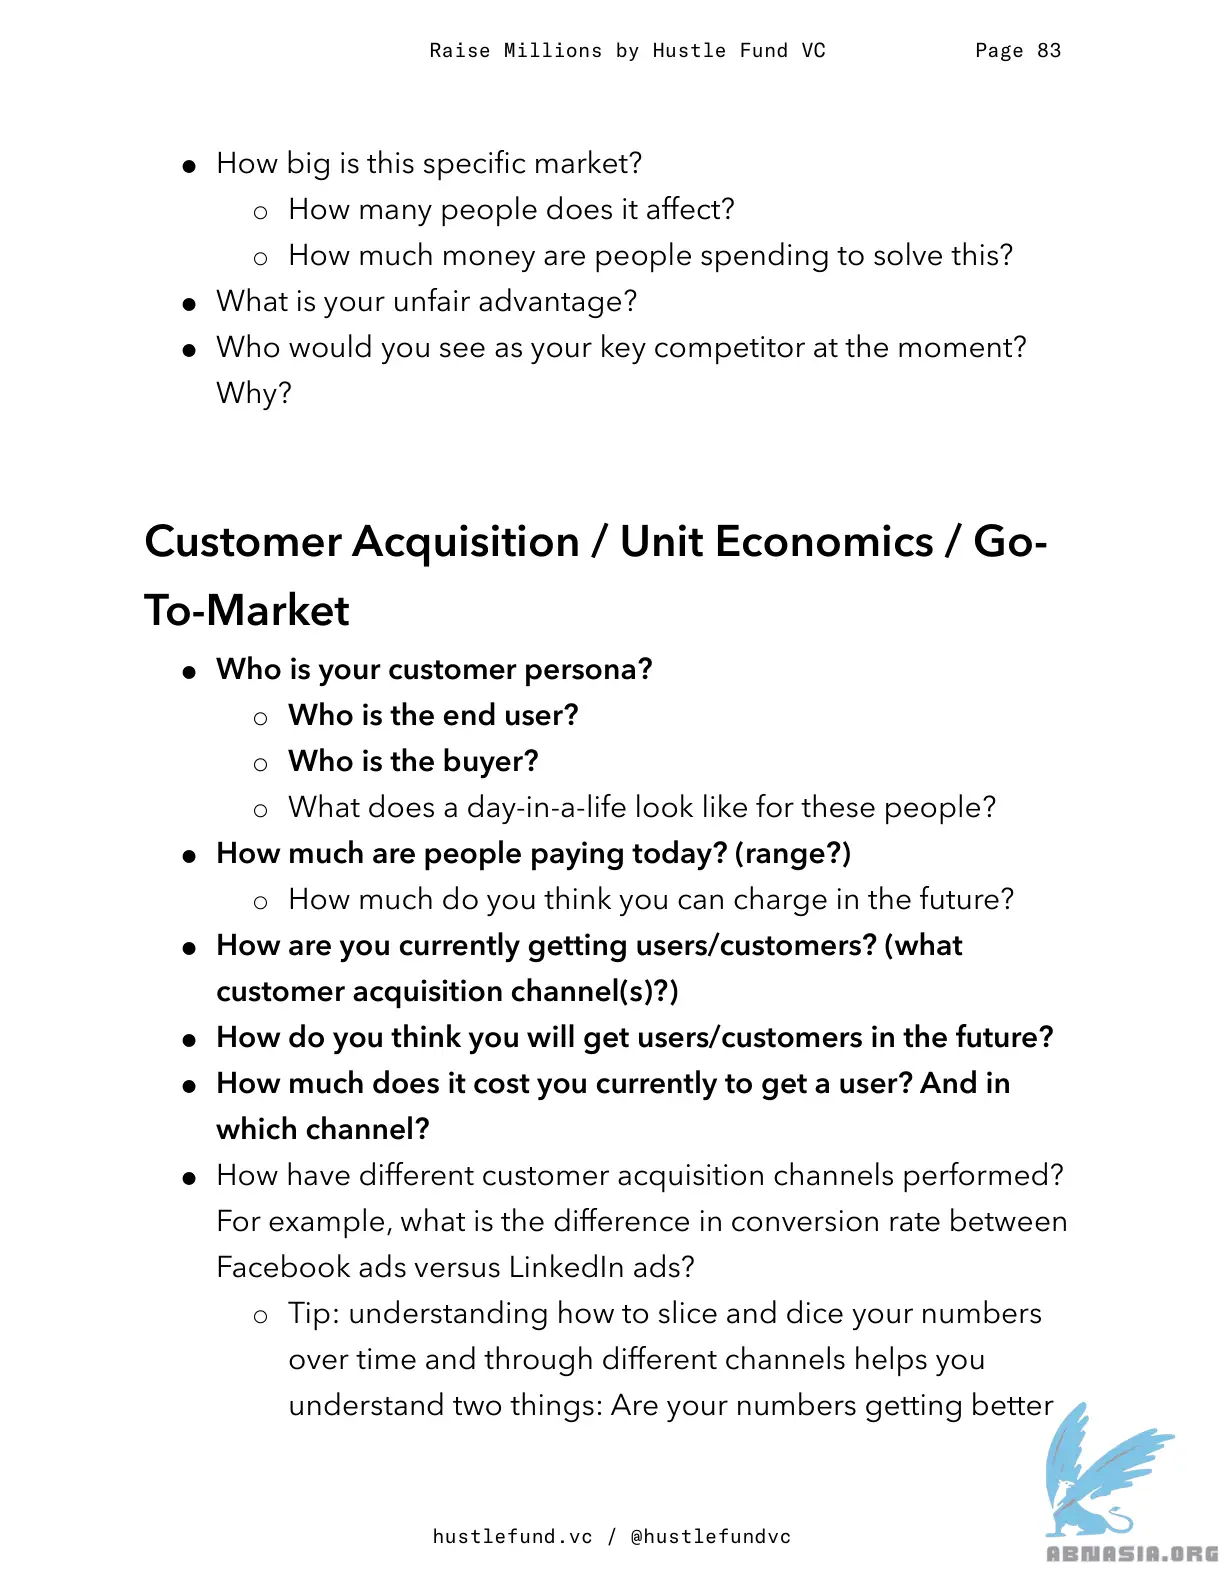 Raise Millions by Hustle Fund VC Page 83
● How big is this specific market?
○ How many people does it affect?
○ How much money are people spending to solve this?
● What is your unfair advantage?
● Who would you see as your key competitor at the moment?
Why?
Customer Acquisition / Unit Economics / Go-
To-Market
● Who is your customer persona?
○ Who is the end user?
○ Who is the buyer?
○ What does a day-in-a-life look like for these people?
● How much are people paying today? (range?)
○ How much do you think you can charge in the future?
● How are you currently getting users/customers? (what
customer acquisition channel(s)?)
● How do you think you will get users/customers in the future?
● How much does it cost you currently to get a user? And in
which channel?
● How have different customer acquisition channels performed?
For example, what is the difference in conversion rate between
Facebook ads versus LinkedIn ads?
○ Tip: understanding how to slice and dice your numbers
over time and through different channels helps you
understand two things: Are your numbers getting better
hustlefund.vc / @hustlefundvc
ABNASIA.ORG